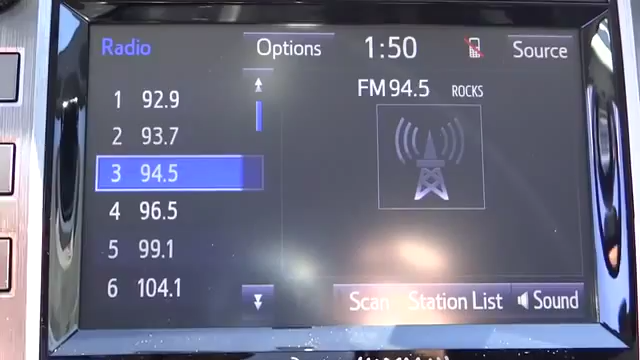 Radio
Options
1:50
Source
FM 94.5 ROCKS
1 92.9
2 93.7
3 94.5
4 96.5
5 99.1
6 104.1
Scan
Station List
Sound